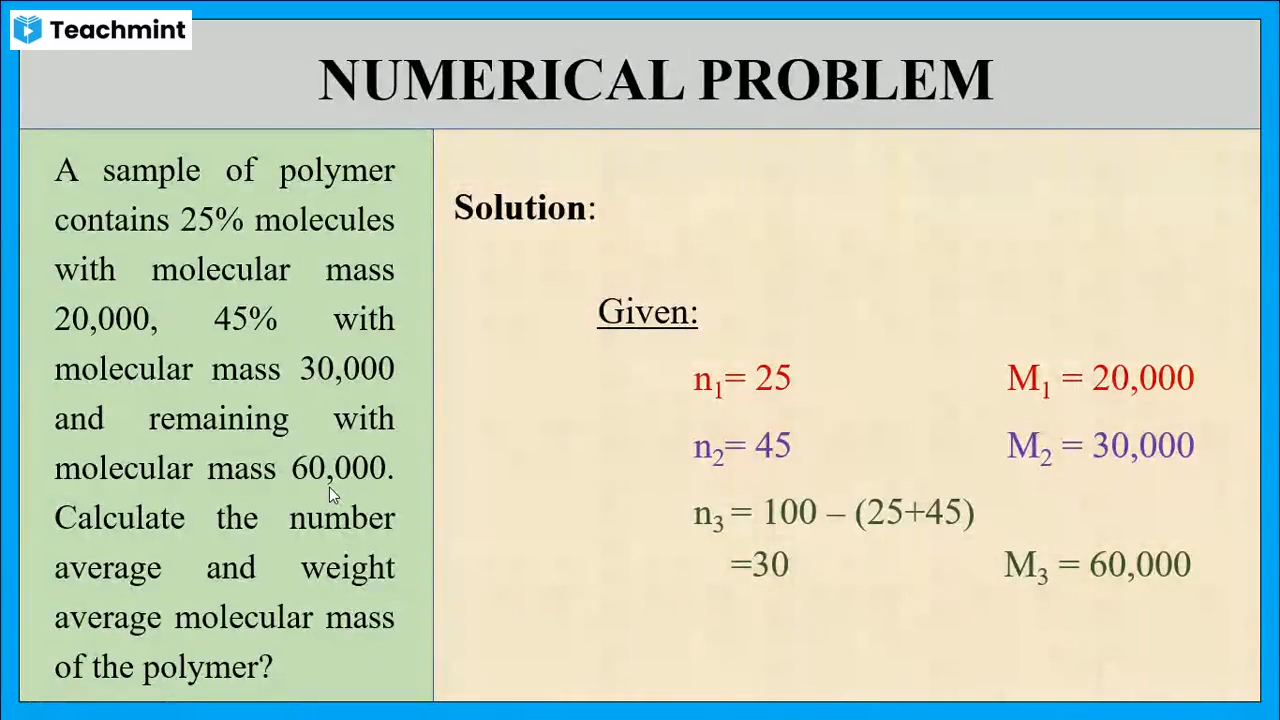 Teachmint
NUMERICAL PROBLEM
A sample of polymer
contains 25% molecules
with molecular mass
20,000, 45% with
molecular mass 30,000
and remaining with
molecular mass 60,000.
Calculate the number
average and weight
average molecular mass
of the polymer?
Solution:
Given:
n₁= 25 M₁ = 20,000
n₂= 45 M₂ = 30,000
n₃ = 100 – (25+45)
=30 M₃ = 60,000